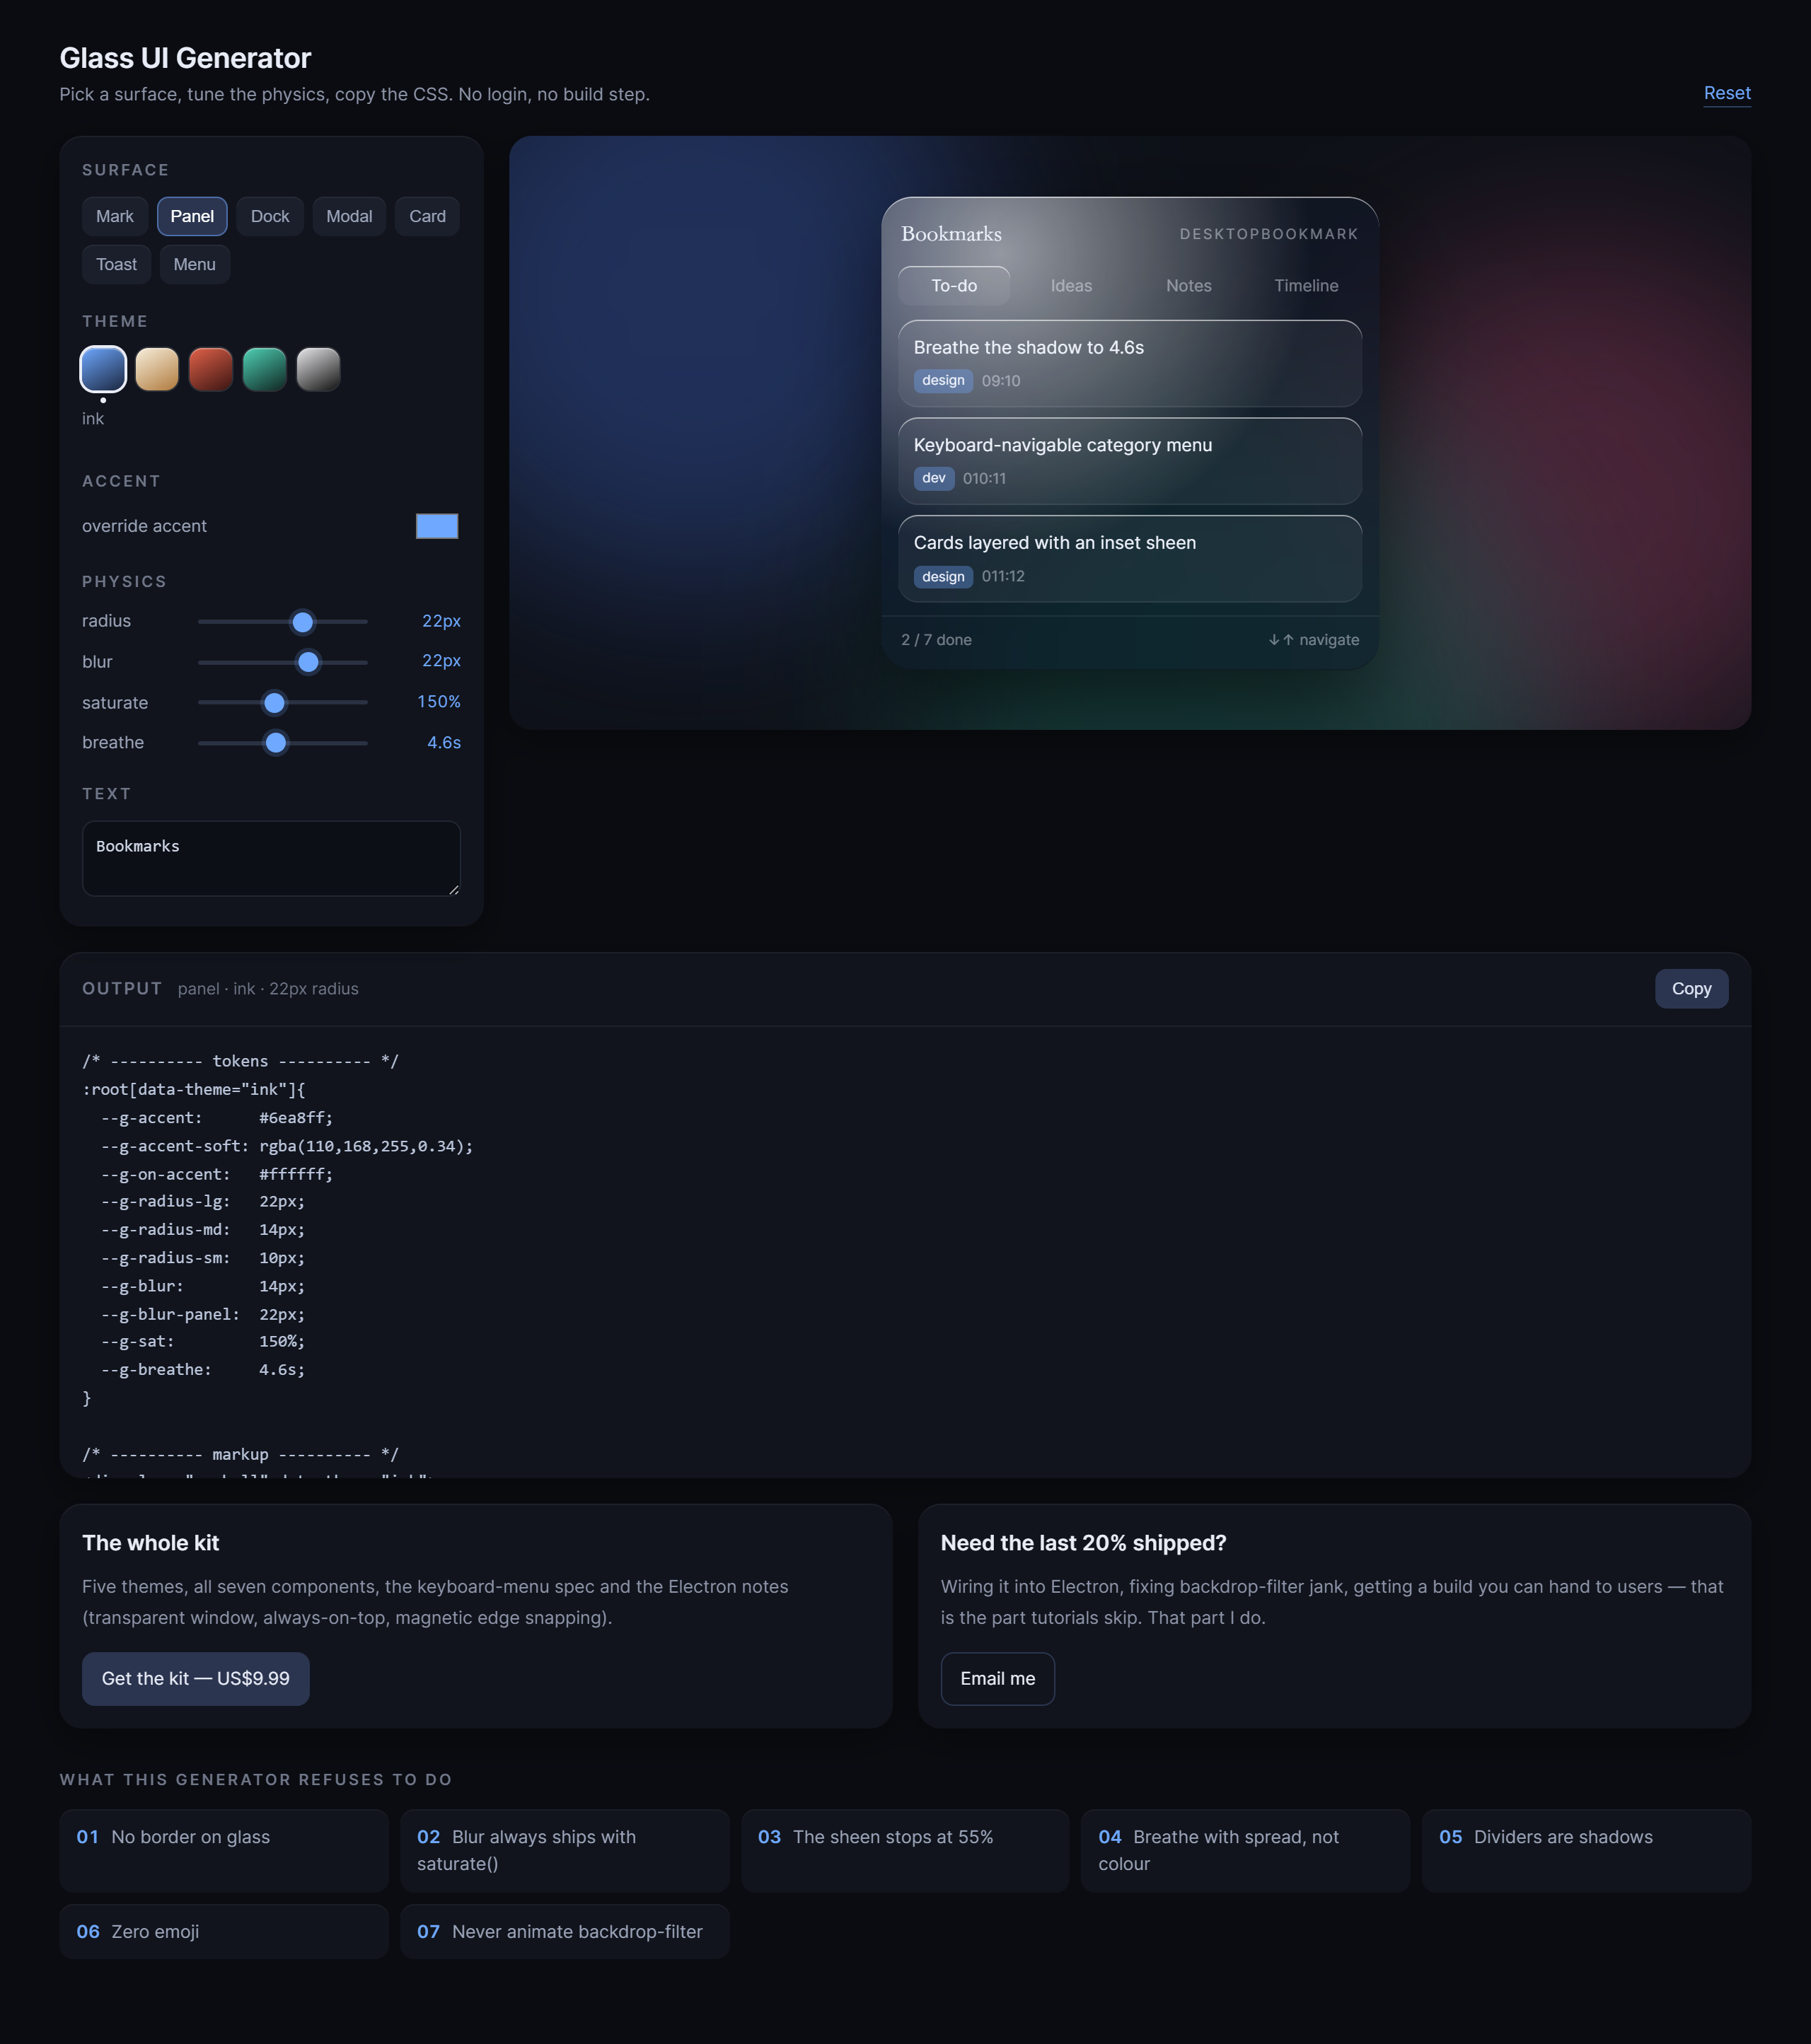 Glass UI Generator
Pick a surface, tune the physics, copy the CSS. No login, no build step.
Reset
SURFACE
Mark Panel Dock Modal Card
Toast Menu
THEME
ink
ACCENT
override accent
PHYSICS
radius 22px
blur 22px
saturate 150%
breathe 4.6s
TEXT
Bookmarks
Bookmarks DESKTOPBOOKMARK
To-do Ideas Notes Timeline
Breathe the shadow to 4.6s
design 09:10
Keyboard-navigable category menu
dev 010:11
Cards layered with an inset sheen
design 011:12
2 / 7 done ↓↑ navigate
OUTPUT panel · ink · 22px radius Copy
/* ---------- tokens ---------- */
:root[data-theme="ink"]{
  --g-accent:      #6ea8ff;
  --g-accent-soft: rgba(110,168,255,0.34);
  --g-on-accent:   #ffffff;
  --g-radius-lg:   22px;
  --g-radius-md:   14px;
  --g-radius-sm:   10px;
  --g-blur:        14px;
  --g-blur-panel:  22px;
  --g-sat:         150%;
  --g-breathe:     4.6s;
}
/* ---------- markup ---------- */
The whole kit
Five themes, all seven components, the keyboard-menu spec and the Electron notes
(transparent window, always-on-top, magnetic edge snapping).
Get the kit — US$9.99
Need the last 20% shipped?
Wiring it into Electron, fixing backdrop-filter jank, getting a build you can hand to users — that
is the part tutorials skip. That part I do.
Email me
WHAT THIS GENERATOR REFUSES TO DO
01 No border on glass
02 Blur always ships with
saturate()
03 The sheen stops at 55%
04 Breathe with spread, not
colour
05 Dividers are shadows
06 Zero emoji
07 Never animate backdrop-filter